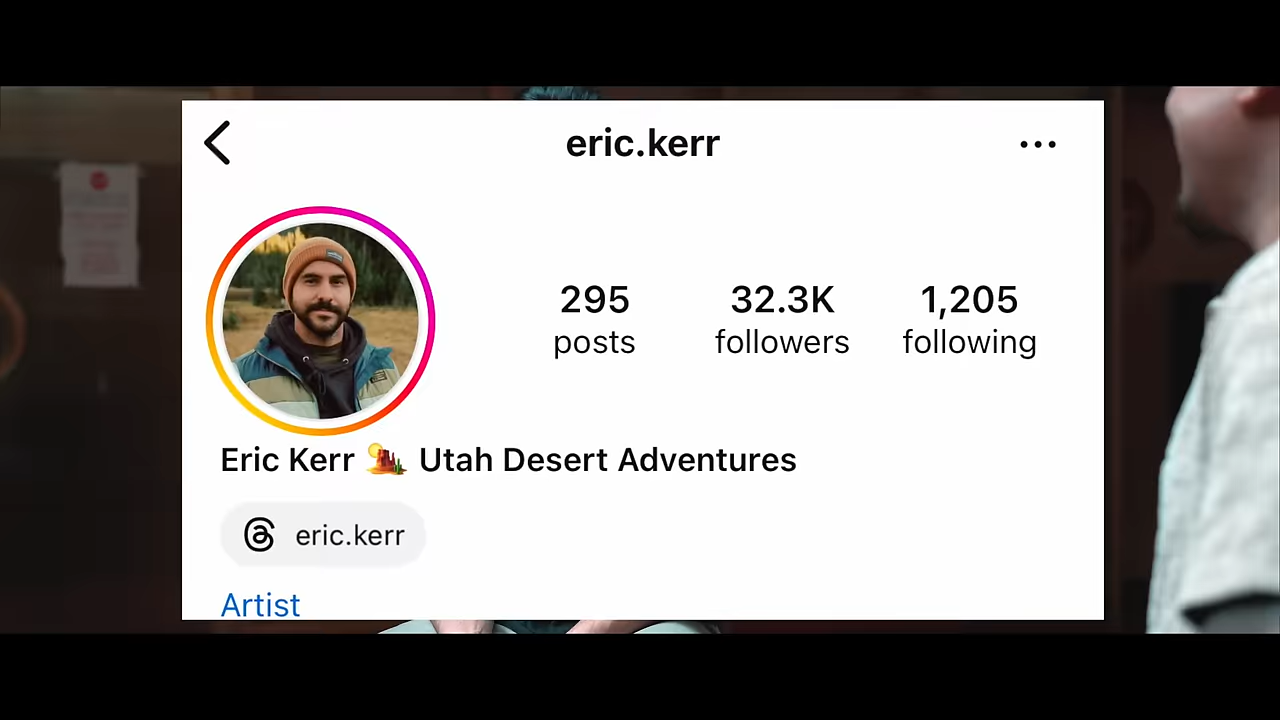 eric.kerr
295 32.3K 1,205
posts followers following
Eric Kerr 🏜️ Utah Desert Adventures
eric.kerr
Artist